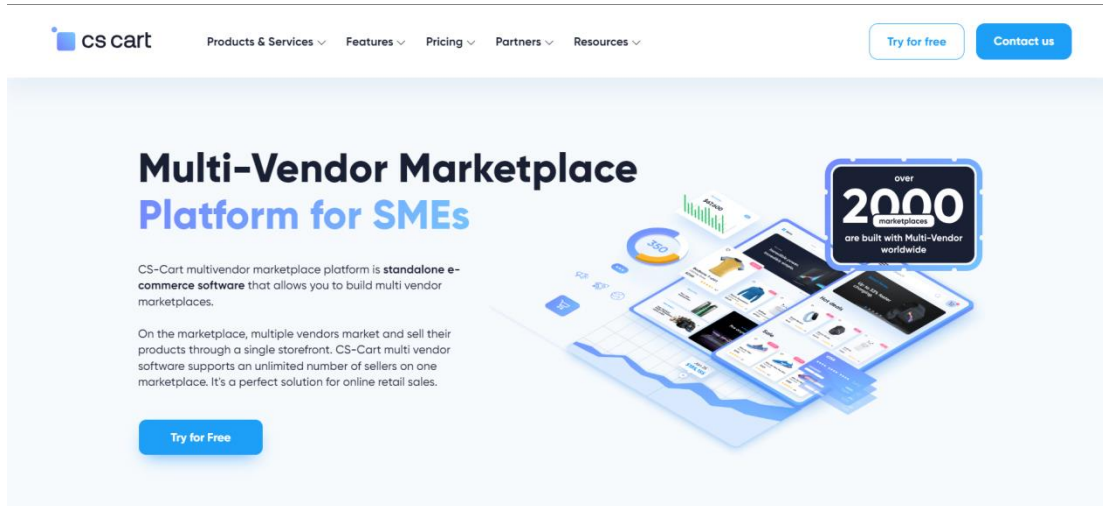 cs cart
Products & Services
Features
Pricing
Partners
Resources
Try for free
Contact us
Multi-Vendor Marketplace
Platform for SMEs
CS-Cart multivendor marketplace platform is standalone e-
commerce software that allows you to build multi vendor
marketplaces.
On the marketplace, multiple vendors market and sell their
products through a single storefront. CS-Cart multi vendor
software supports an unlimited number of sellers on one
marketplace. It's a perfect solution for online retail sales.
Try for Free
over
2000
marketplaces
are built with Multi-Vendor
worldwide
350
Hot deals
Sale